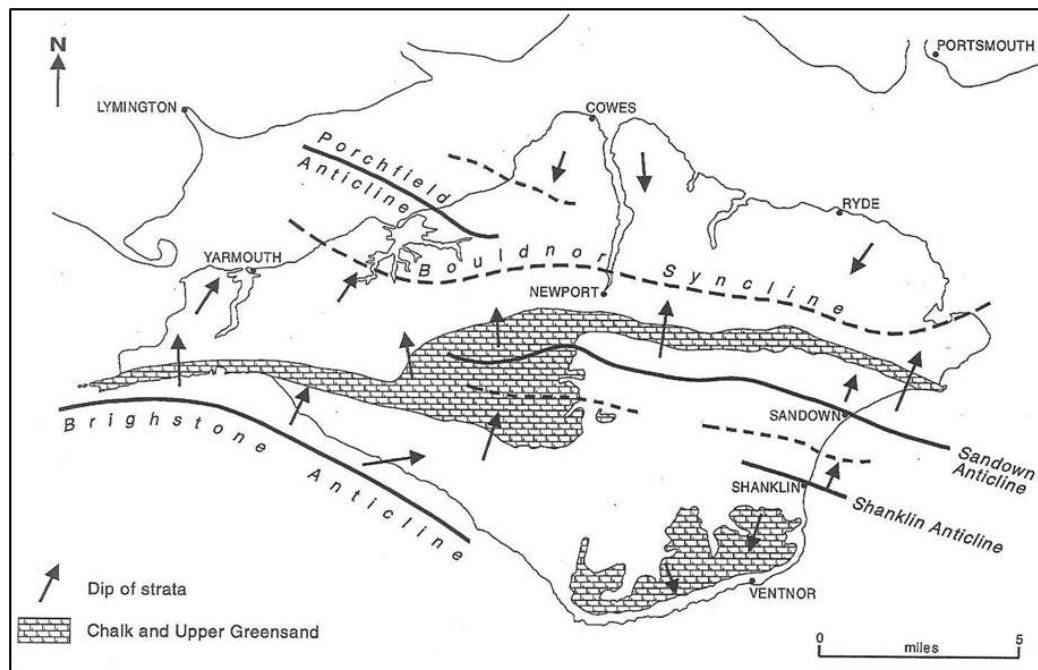 N
PORTSMOUTH
LYMINGTON
COWES
Porchfield
Anticline
RYDE
YARMOUTH
Bouldnor Syncline
NEWPORT
Brighstone Anticline
SANDOWN
Sandown
Anticline
SHANKLIN
Shanklin Anticline
VENTNOR
Dip of strata
Chalk and Upper Greensand
0 5
miles